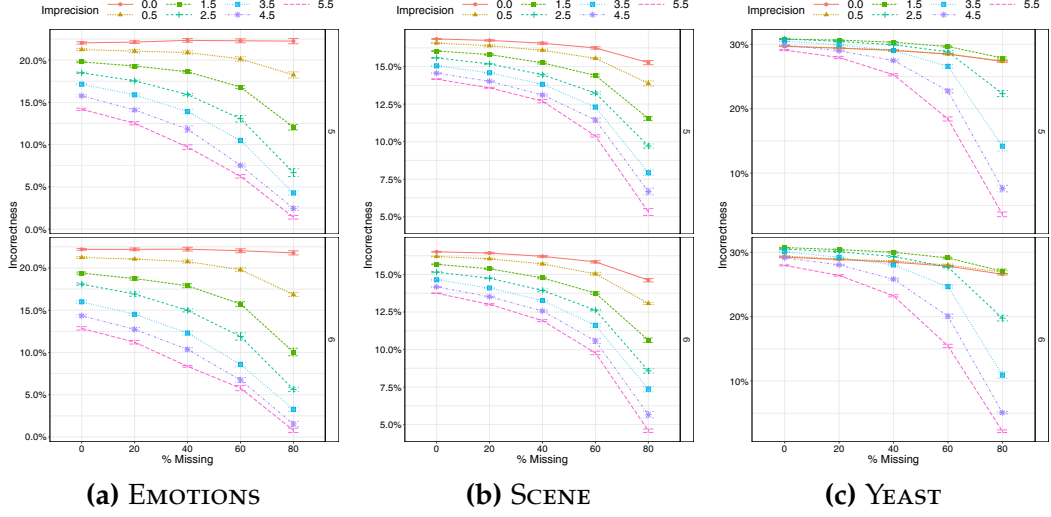 Imprecision 0.0 1.5 3.5 5.5
0.5 2.5 4.5
Incorrectness
20.0%
15.0%
10.0%
5.0%
0.0%
5
Incorrectness
20.0%
15.0%
10.0%
5.0%
0.0%
6
0 20 40 60 80
% Missing
(a) EMOTIONS
Imprecision 0.0 1.5 3.5 5.5
0.5 2.5 4.5
Incorrectness
15.0%
12.5%
10.0%
7.5%
5.0%
5
Incorrectness
15.0%
12.5%
10.0%
7.5%
5.0%
6
0 20 40 60 80
% Missing
(b) SCENE
Imprecision 0.0 1.5 3.5 5.5
0.5 2.5 4.5
Incorrectness
30%
20%
10%
5
Incorrectness
30%
20%
10%
6
0 20 40 60 80
% Missing
(c) YEAST